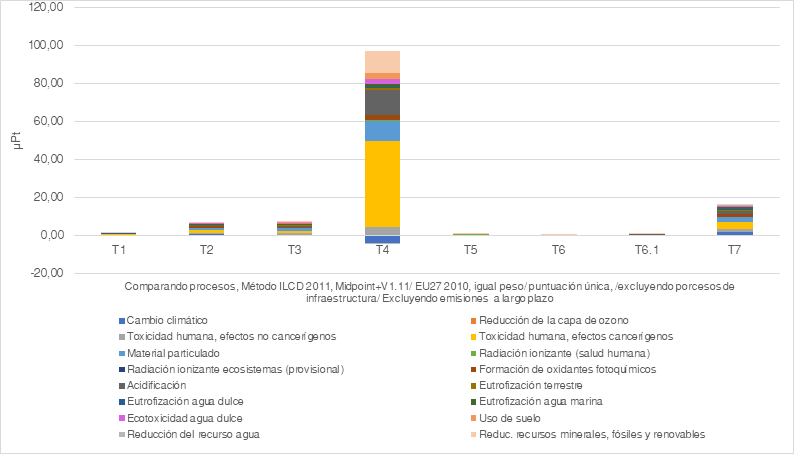 120,00
100,00
80,00
60,00
40,00
20,00
0,00
-20,00
µPt
T1 T2 T3 T4 T5 T6 T6.1 T7
Comparando procesos, Método ILCD 2011, Midpoint+V1.11/ EU27 2010, igual peso/ puntuación única, /excluyendo porcesos de
infraestructura/ Excluyendo emisiones a largo plazo
Cambio climático
Reducción de la capa de ozono
Toxicidad humana, efectos no cancerígenos
Toxicidad humana, efectos cancerígenos
Material particulado
Radiación ionizante (salud humana)
Radiación ionizante ecosistemas (provisional)
Formación de oxidantes fotoquímicos
Acidificación
Eutrofización terrestre
Eutrofización agua dulce
Eutrofización agua marina
Ecotoxicidad agua dulce
Uso de suelo
Reducción del recurso agua
Reduc. recursos minerales, fósiles y renovables